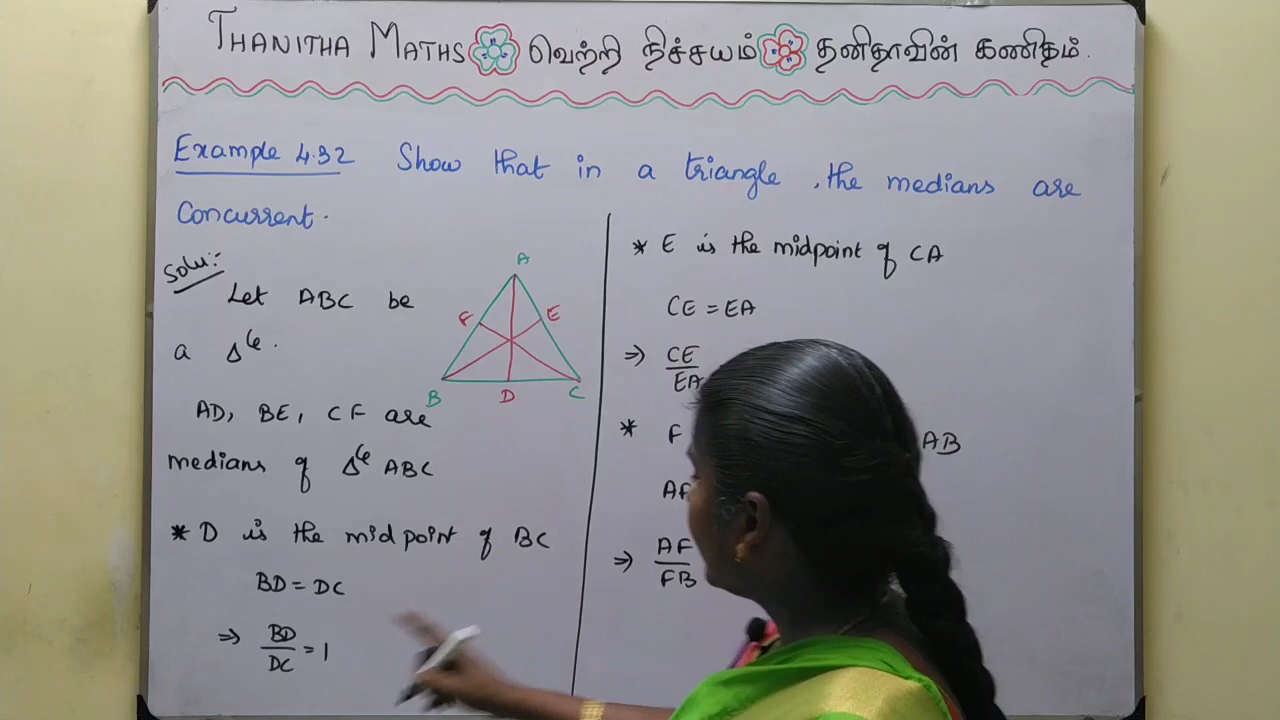 THANITHA MATHS வெற்றி நிச்சயம் தனிதாவின் கணிதம்.
Example 4.32 Show that in a triangle, the medians are
Concurrent.
Solu:-
Let ABC be
a Δle.
AD, BE, CF are
medians of Δle ABC
* D is the midpoint of BC
BD = DC
⇒ BD/DC = 1
A
F
E
B
D
C
* E is the midpoint of CA
CE = EA
⇒ CE/EA
* F
AB
⇒ AF/FB